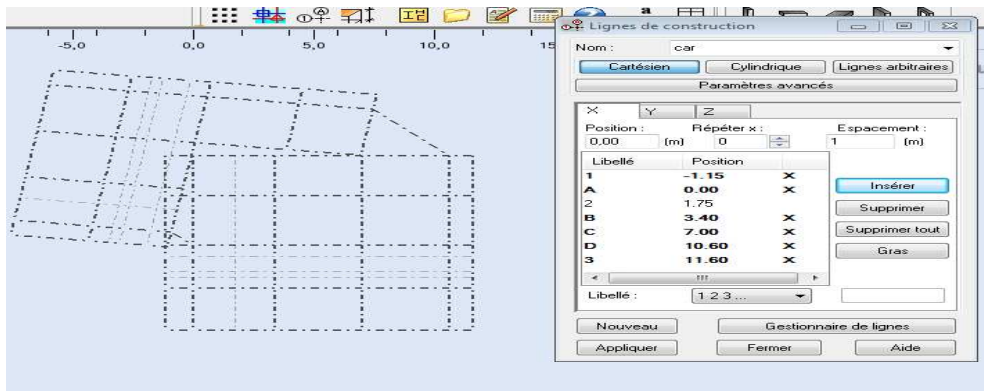 -5,0 0,0 5,0 10,0 15
Lignes de construction
Nom : car
Cartésien Cylindrique Lignes arbitraires
Paramètres avancés
X Y Z
Position : Répéter x : Espacement :
0,00 [m] 0 1 [m]
Libellé Position
1 -1.15 X
A 0.00 X
2 1.75
B 3.40 X
C 7.00 X
D 10.60 X
3 11.60 X
Insérer
Supprimer
Supprimer tout
Gras
Libellé : 1 2 3 ...
Nouveau Gestionnaire de lignes
Appliquer Fermer Aide